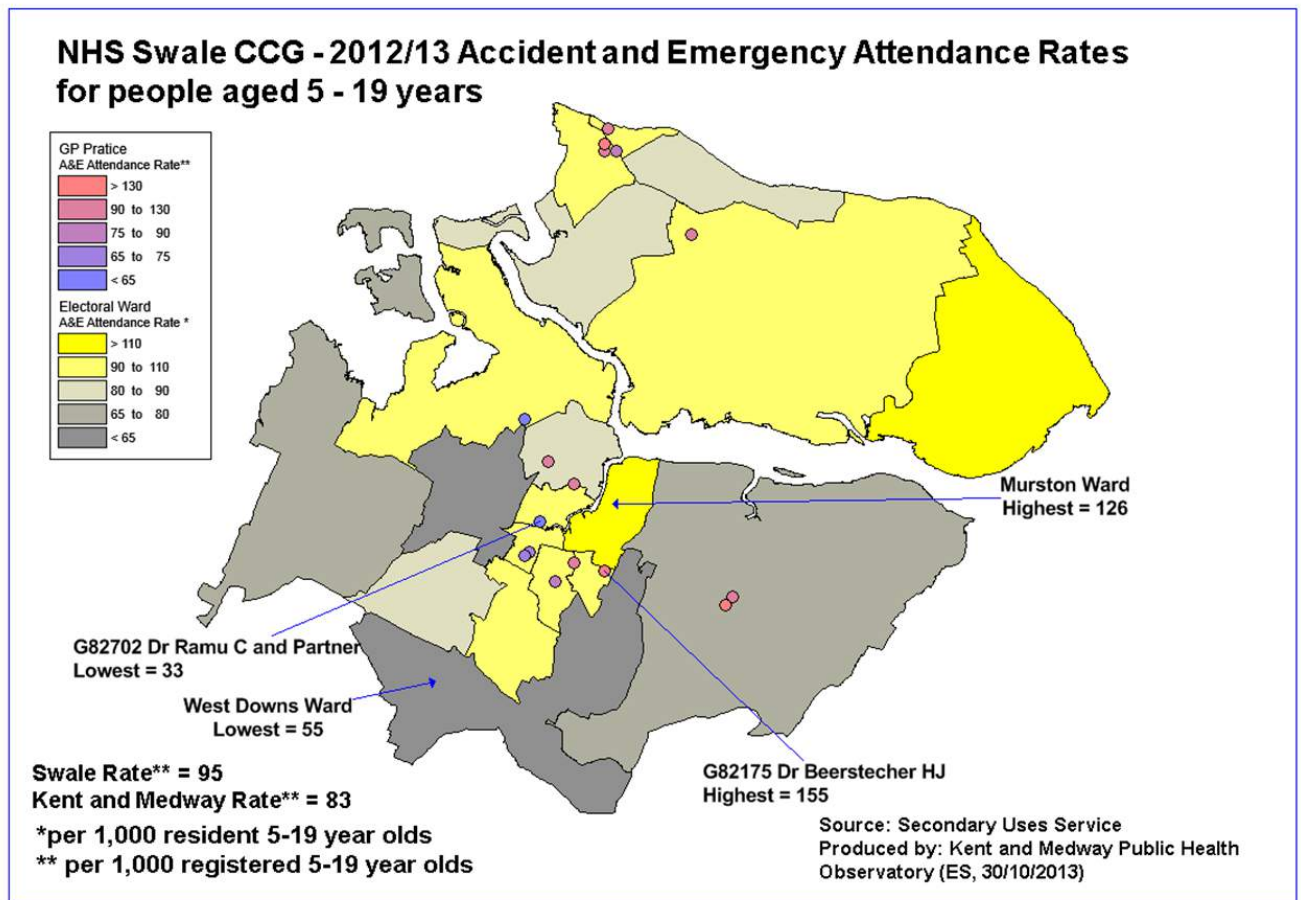 NHS Swale CCG - 2012/13 Accident and Emergency Attendance Rates
for people aged 5 - 19 years
GP Pratice
A&E Attendance Rate**
> 130
90 to 130
75 to 90
65 to 75
< 65
Electoral Ward
A&E Attendance Rate *
> 110
90 to 110
80 to 90
65 to 80
< 65
Murston Ward
Highest = 126
G82702 Dr Ramu C and Partner
Lowest = 33
West Downs Ward
Lowest = 55
G82175 Dr Beerstecher HJ
Highest = 155
Swale Rate** = 95
Kent and Medway Rate** = 83
*per 1,000 resident 5-19 year olds
** per 1,000 registered 5-19 year olds
Source: Secondary Uses Service
Produced by: Kent and Medway Public Health
Observatory (ES, 30/10/2013)